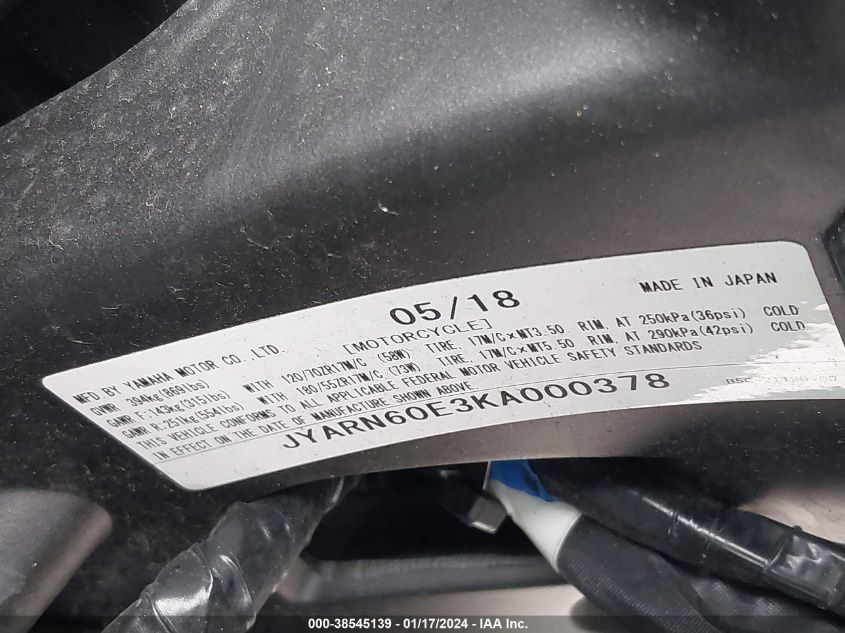 05/18
MADE IN JAPAN
[MOTORCYCLE]
MFD BY YAMAHA MOTOR CO., LTD.
GVWR 394kg(869lbs)
GAWR F:143kg(315lbs) WITH 120/70ZR17M/C (58W) TIRE, 17M/C×MT3.50 RIM, AT 250kPa(36psi) COLD
GAWR R:251kg(554lbs) WITH 180/55ZR17M/C (73W) TIRE, 17M/C×MT5.50 RIM, AT 290kPa(42psi) COLD
THIS VEHICLE CONFORMS TO ALL APPLICABLE FEDERAL MOTOR VEHICLE SAFETY STANDARDS
IN EFFECT ON THE DATE OF MANUFACTURE SHOWN ABOVE
JYARN60E3KA000378
000-38545139 - 01/17/2024 - IAA Inc.